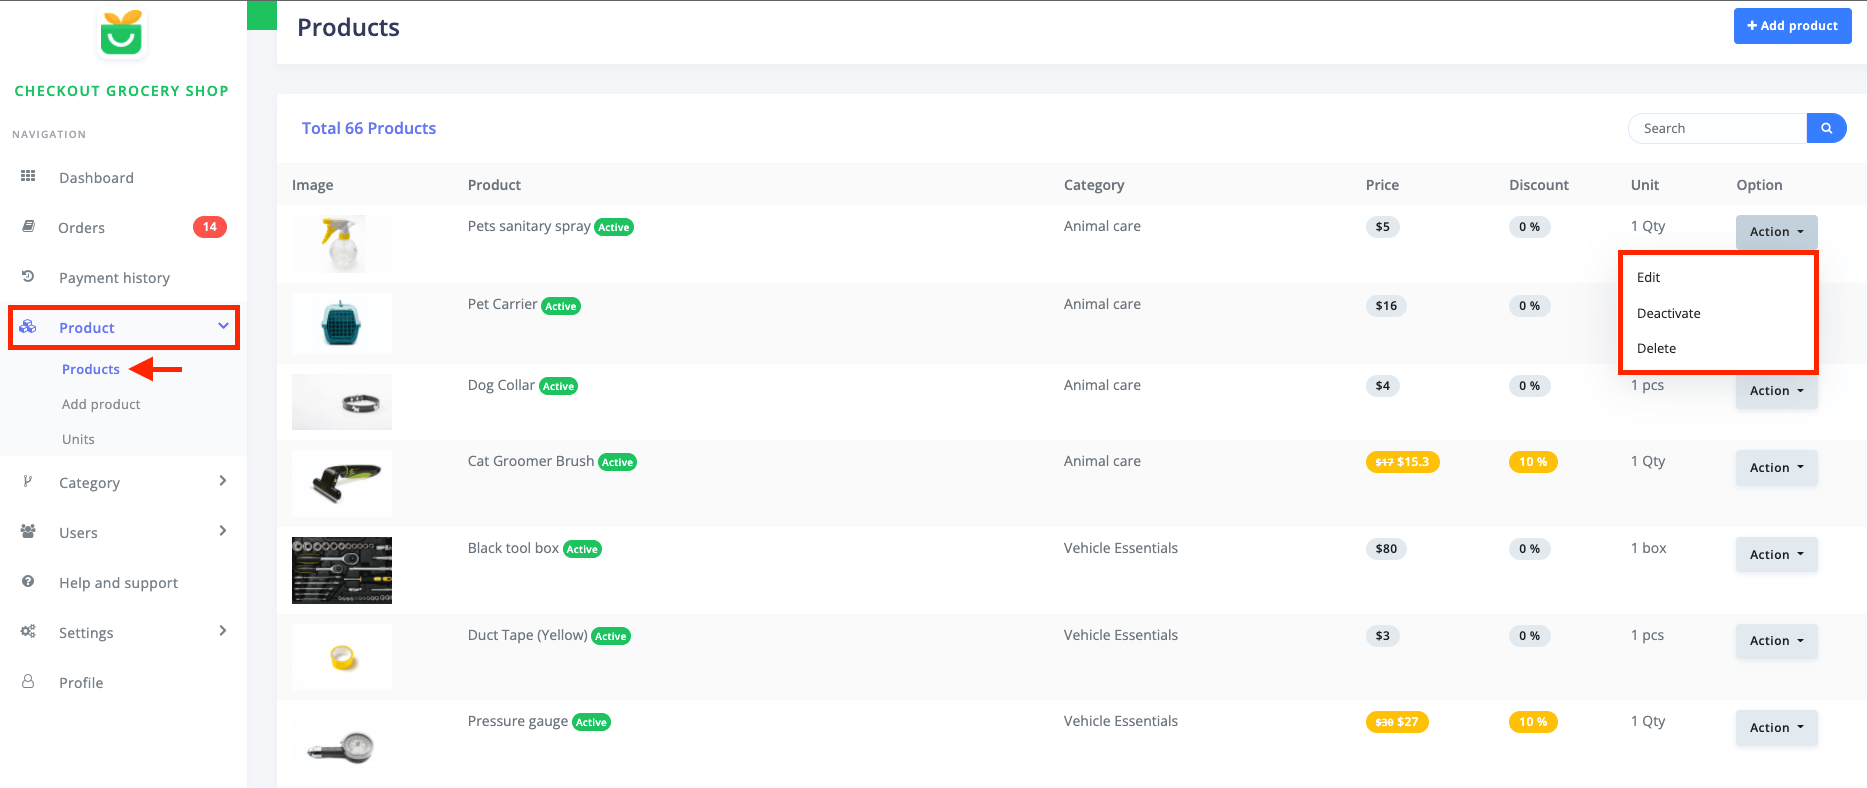 CHECKOUT GROCERY SHOP
NAVIGATION
Dashboard
Orders 14
Payment history
Product
Products
Add product
Units
Category
Users
Help and support
Settings
Profile
Products
+ Add product
Total 66 Products
Search
Image Product Category Price Discount Unit Option
Pets sanitary spray Active Animal care $5 0 % 1 Qty Action
Edit
Deactivate
Delete
Pet Carrier Active Animal care $16 0 %
Dog Collar Active Animal care $4 0 % 1 pcs Action
Cat Groomer Brush Active Animal care $17 $15.3 10 % 1 Qty Action
Black tool box Active Vehicle Essentials $80 0 % 1 box Action
Duct Tape (Yellow) Active Vehicle Essentials $3 0 % 1 pcs Action
Pressure gauge Active Vehicle Essentials $30 $27 10 % 1 Qty Action